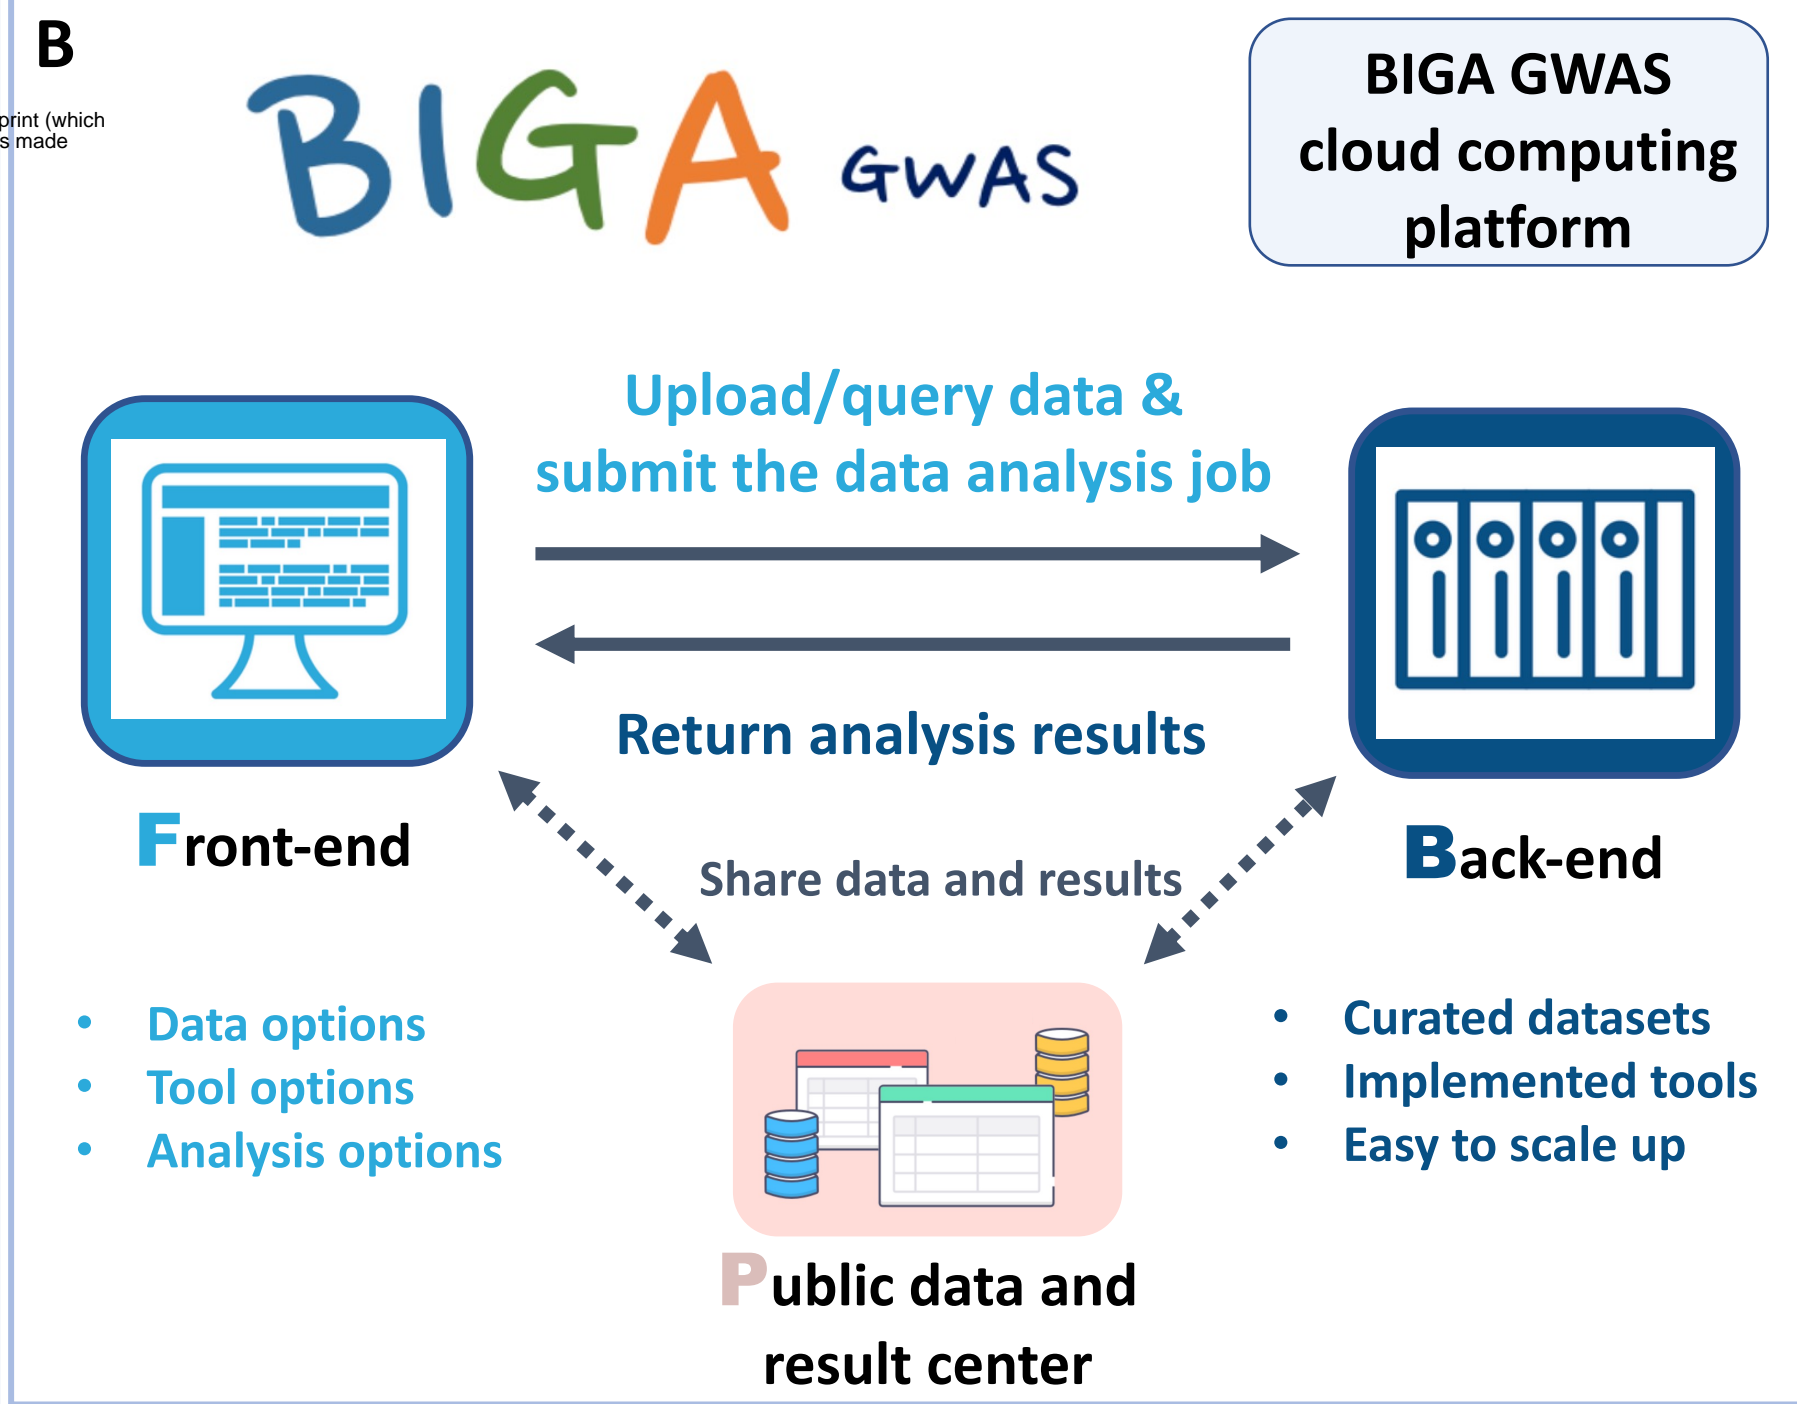 B
print (which
s made
BIGA GWAS
BIGA GWAS
cloud computing
platform
Upload/query data &
submit the data analysis job
Return analysis results
Front-end
Back-end
Share data and results
• Data options
• Tool options
• Analysis options
• Curated datasets
• Implemented tools
• Easy to scale up
Public data and
result center